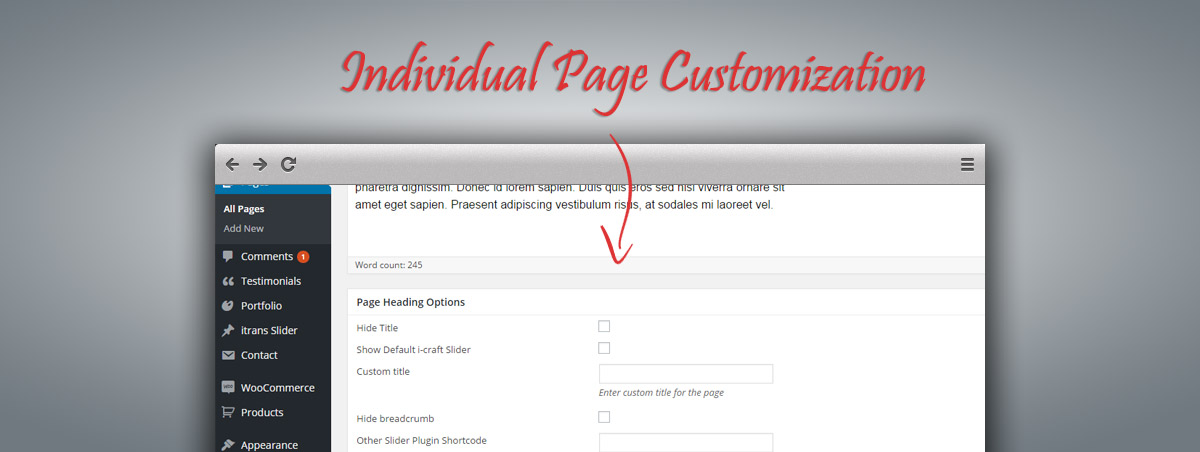 Individual Page Customization
Pages
pharetra dignissim. Donec id lorem sapien. Duis quis eros sed nisl viverra ornare sit
amet eget sapien. Praesent adipiscing vestibulum risus, at sodales mi laoreet vel.
All Pages
Add New
Comments 1
Testimonials
Portfolio
itrans Slider
Contact
WooCommerce
Products
Appearance
Word count: 245
Page Heading Options
Hide Title
Show Default i-craft Slider
Custom title
Enter custom title for the page
Hide breadcrumb
Other Slider Plugin Shortcode